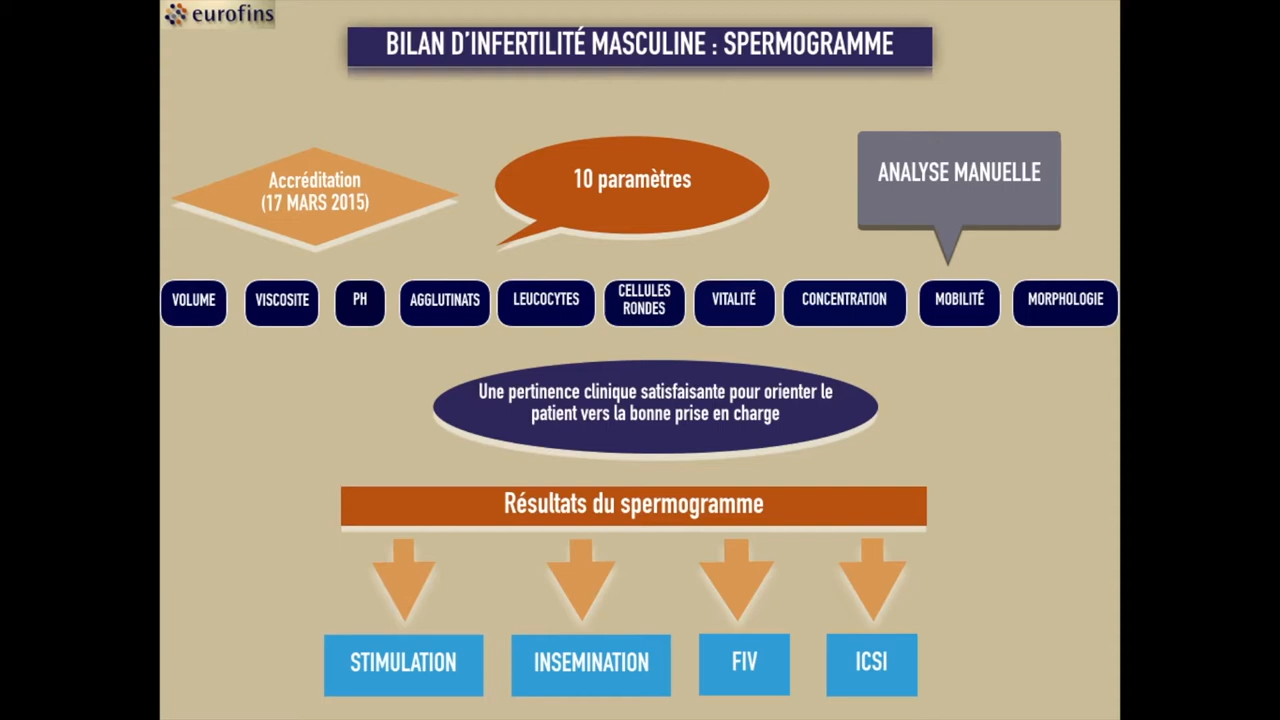 eurofins
BILAN D'INFERTILITÉ MASCULINE : SPERMOGRAMME
Accréditation
(17 MARS 2015)
10 paramètres
ANALYSE MANUELLE
VOLUME
VISCOSITE
PH
AGGLUTINATS
LEUCOCYTES
CELLULES
RONDES
VITALITÉ
CONCENTRATION
MOBILITÉ
MORPHOLOGIE
Une pertinence clinique satisfaisante pour orienter le
patient vers la bonne prise en charge
Résultats du spermogramme
STIMULATION
INSEMINATION
FIV
ICSI